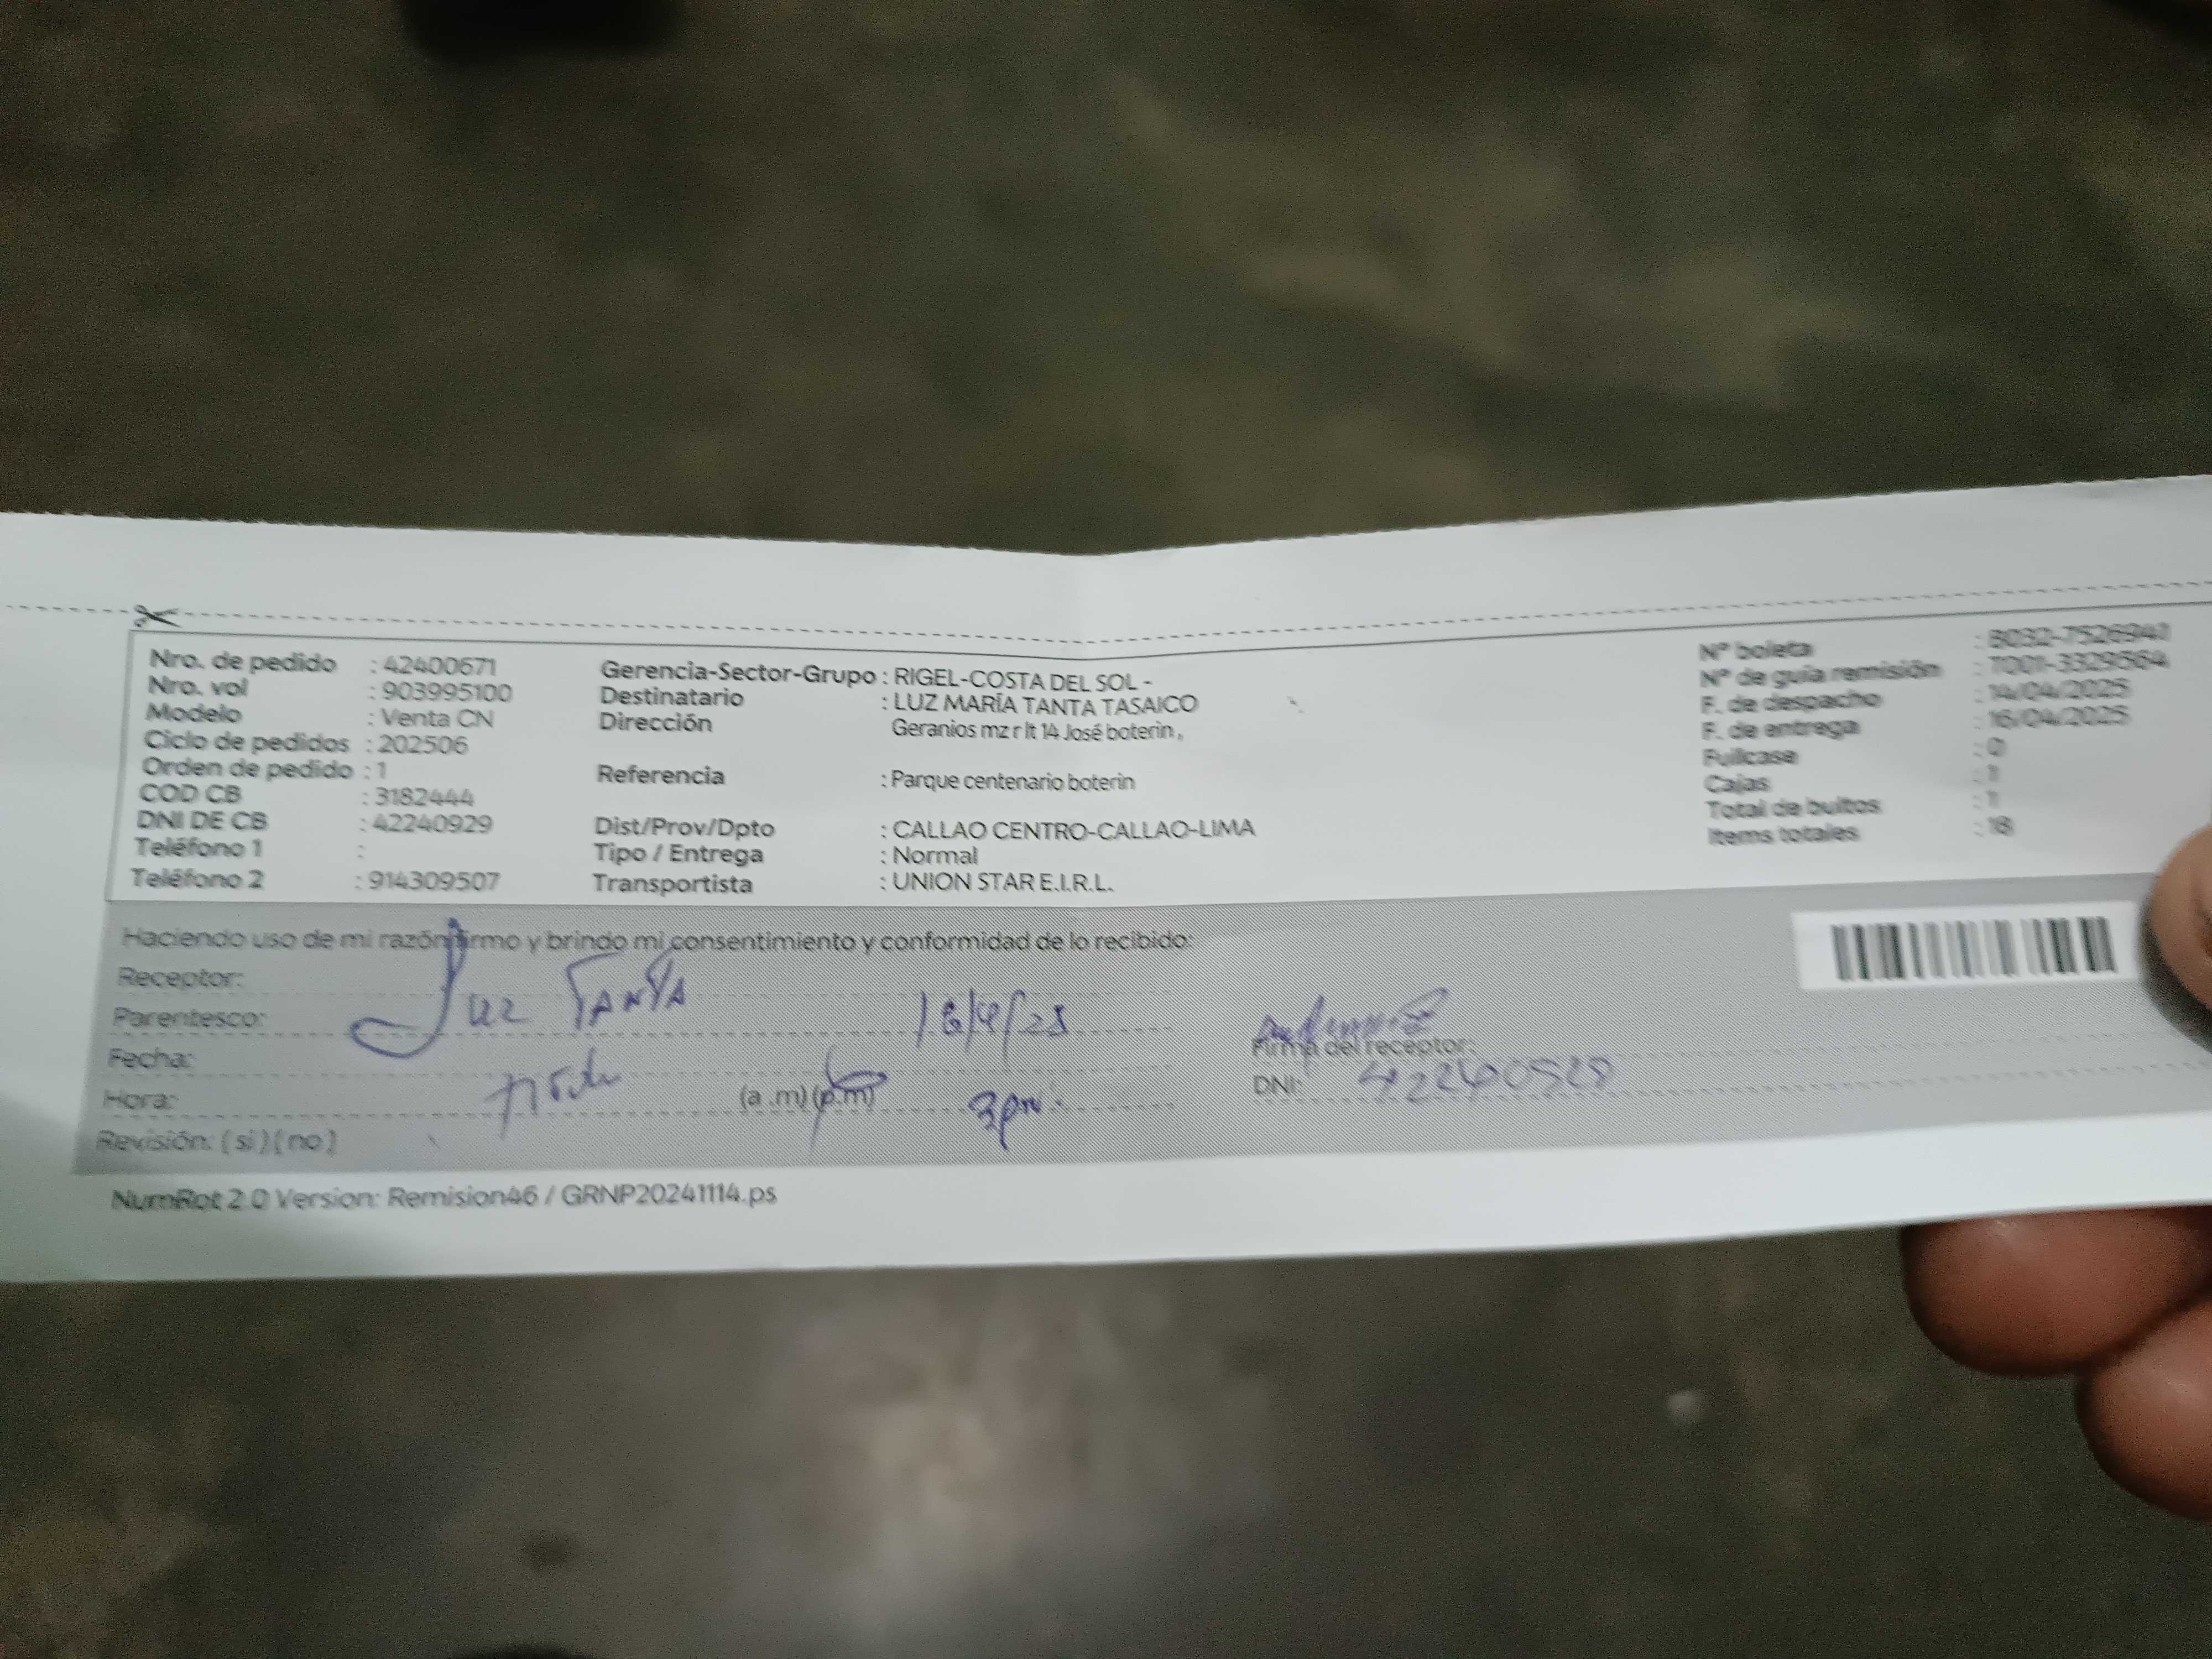 Nro. de pedido : 42400671
Nro. vol : 903995100
Modelo : Venta CN
Ciclo de pedidos : 202506
Orden de pedido : 1
COD CB : 3182444
DNI DE CB : 42240929
Teléfono 1 :
Teléfono 2 : 914309507
Gerencia-Sector-Grupo : RIGEL-COSTA DEL SOL -
Destinatario : LUZ MARÍA TANTA TASAICO
Dirección Geranios mz r lt 14 José boterin ,
Referencia : Parque centenario boterin
Dist/Prov/Dpto : CALLAO CENTRO-CALLAO-LIMA
Tipo / Entrega : Normal
Transportista : UNION STAR E.I.R.L.
N° boleta : B032-7526941
N° de guía remisión : T001-3329564
F. de despacho : 14/04/2025
F. de entrega : 16/04/2025
Fullcase : 0
Cajas : 1
Total de bultos : 1
Items totales : 18
Haciendo uso de mi razón firmo y brindo mi consentimiento y conformidad de lo recibido:
Receptor:
Luz TANTA
Parentesco:
Fecha:
Hora: (a .m) (p.m) 3pm
Revisión: ( si ) ( no )
Firma del receptor:
DNI:
NumRot 2.0 Version: Remision46 / GRNP20241114.ps